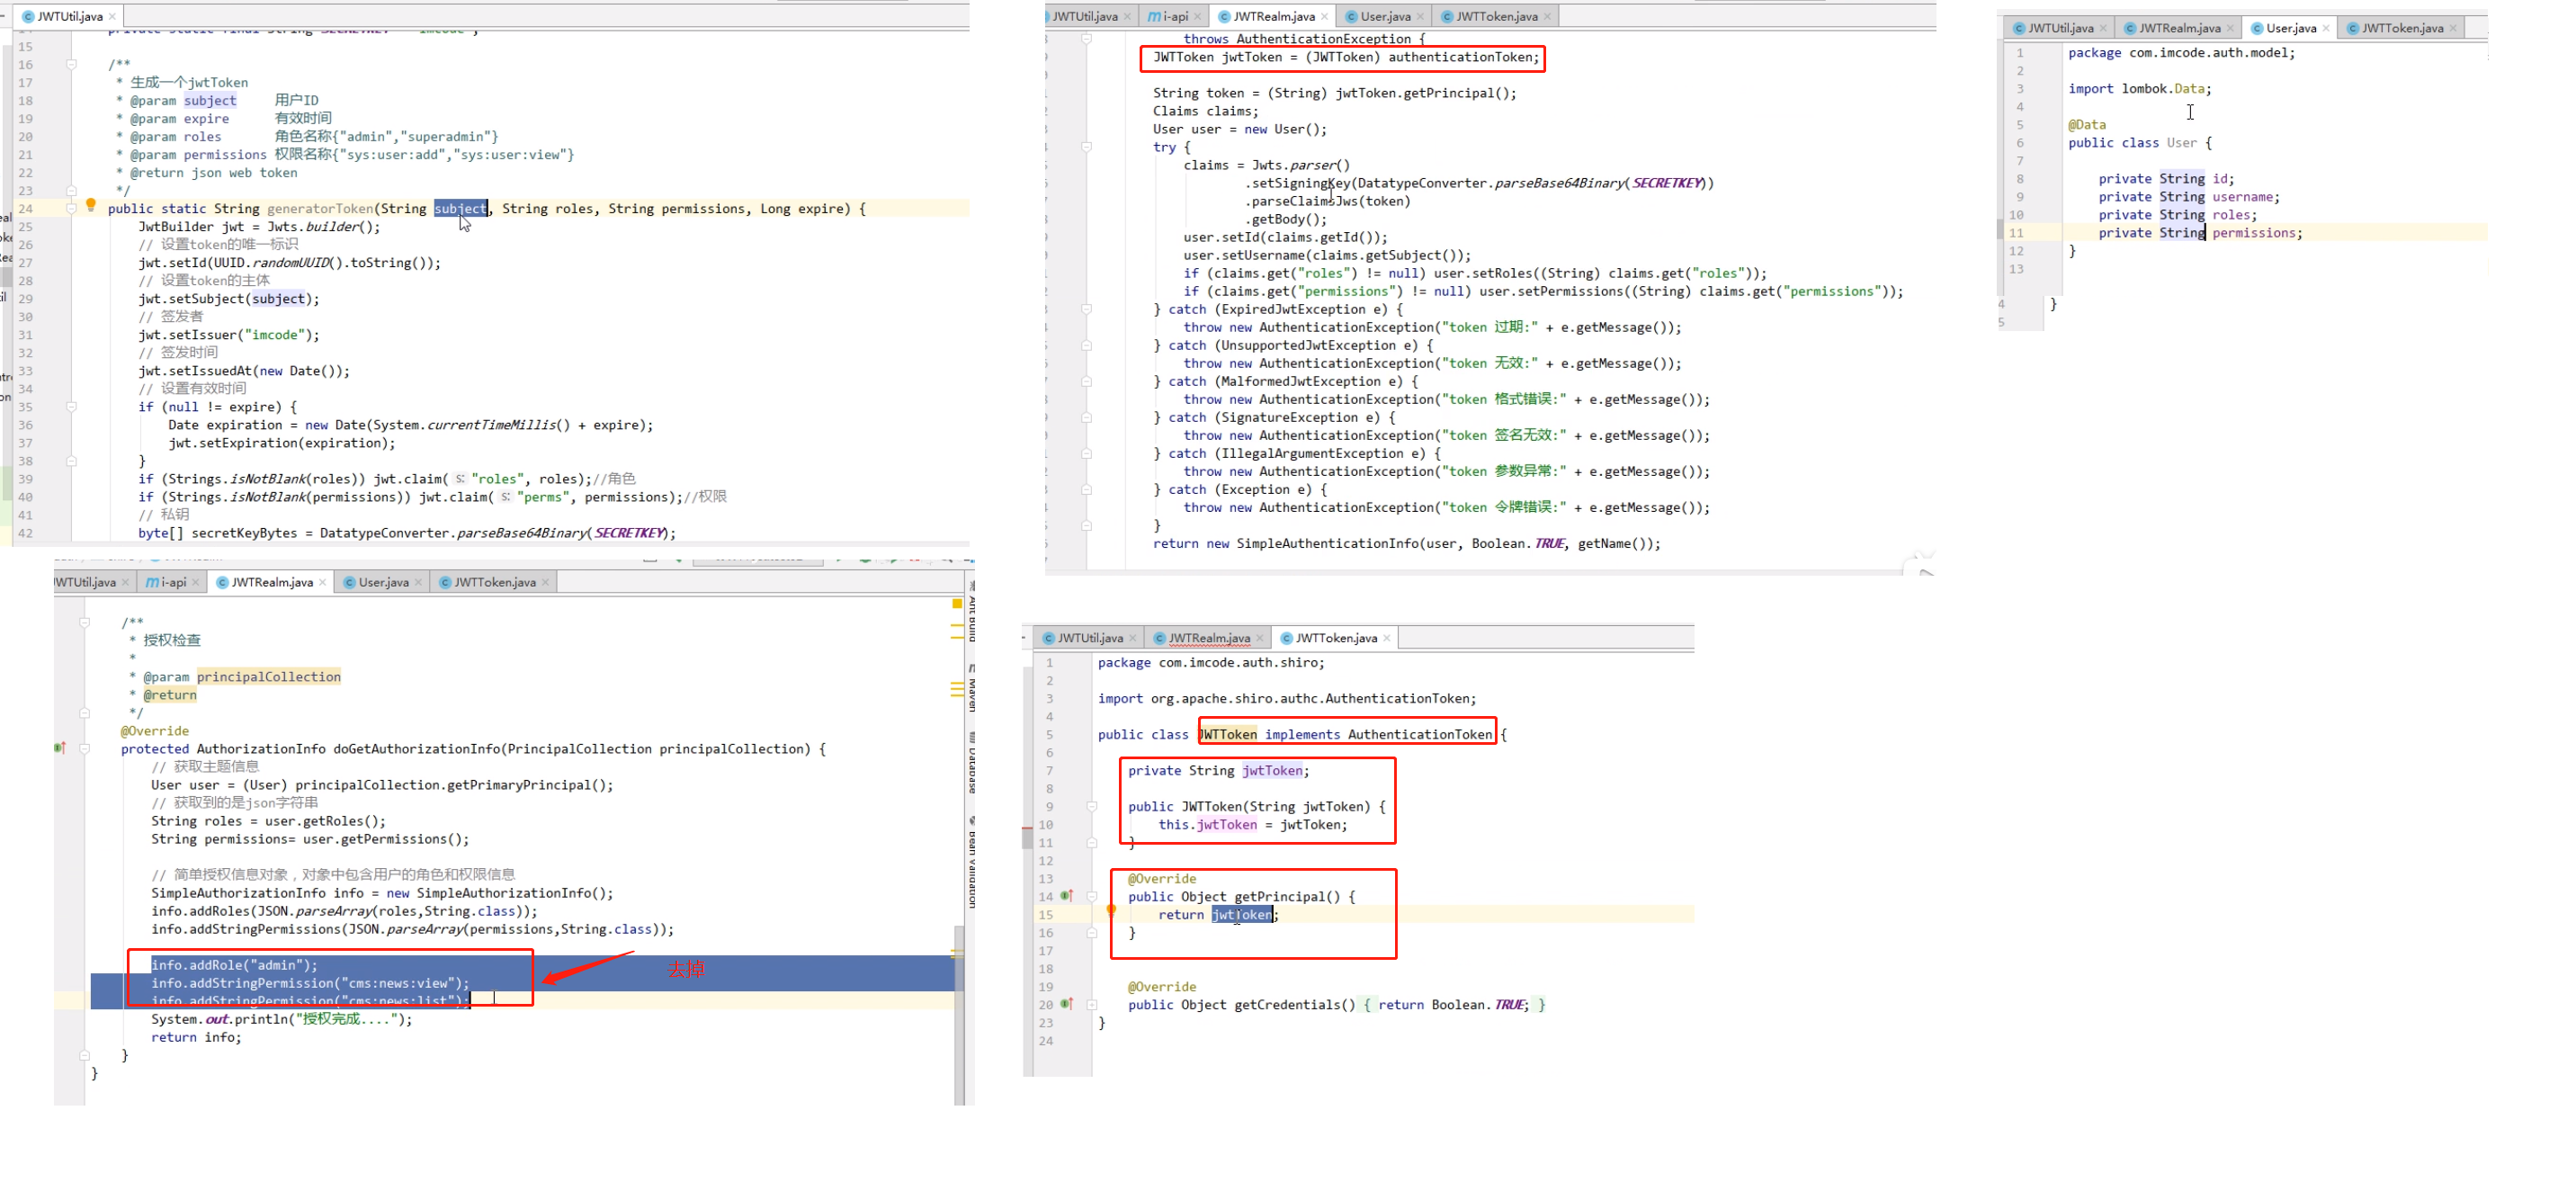 JWTUtil.java
15
16 /**
17 * 生成一个jwtToken
18 * @param subject 用户ID
19 * @param expire 有效时间
20 * @param roles 角色名称{"admin","superadmin"}
21 * @param permissions 权限名称{"sys:user:add","sys:user:view"}
22 * @return json web token
23 */
24 public static String generatorToken(String subject, String roles, String permissions, Long expire) {
25 JwtBuilder jwt = Jwts.builder();
26 // 设置token的唯一标识
27 jwt.setId(UUID.randomUUID().toString());
28 // 设置token的主体
29 jwt.setSubject(subject);
30 // 签发者
31 jwt.setIssuer("imcode");
32 // 签发时间
33 jwt.setIssuedAt(new Date());
34 // 设置有效时间
35 if (null != expire) {
36 Date expiration = new Date(System.currentTimeMillis() + expire);
37 jwt.setExpiration(expiration);
38 }
39 if (Strings.isNotBlank(roles)) jwt.claim( s: "roles", roles);//角色
40 if (Strings.isNotBlank(permissions)) jwt.claim( s: "perms", permissions);//权限
41 // 私钥
42 byte[] secretKeyBytes = DatatypeConverter.parseBase64Binary(SECRETKEY);
JWTUtil.java i-api JWTRealm.java User.java JWTToken.java
throws AuthenticationException {
JWTToken jwtToken = (JWTToken) authenticationToken;
String token = (String) jwtToken.getPrincipal();
Claims claims;
User user = new User();
try {
claims = Jwts.parser()
.setSigningKey(DatatypeConverter.parseBase64Binary(SECRETKEY))
.parseClaimsJws(token)
.getBody();
user.setId(claims.getId());
user.setUsername(claims.getSubject());
if (claims.get("roles") != null) user.setRoles((String) claims.get("roles"));
if (claims.get("permissions") != null) user.setPermissions((String) claims.get("permissions"));
} catch (ExpiredJwtException e) {
throw new AuthenticationException("token 过期:" + e.getMessage());
} catch (UnsupportedJwtException e) {
throw new AuthenticationException("token 无效:" + e.getMessage());
} catch (MalformedJwtException e) {
throw new AuthenticationException("token 格式错误:" + e.getMessage());
} catch (SignatureException e) {
throw new AuthenticationException("token 签名无效:" + e.getMessage());
} catch (IllegalArgumentException e) {
throw new AuthenticationException("token 参数异常:" + e.getMessage());
} catch (Exception e) {
throw new AuthenticationException("token 令牌错误:" + e.getMessage());
}
return new SimpleAuthenticationInfo(user, Boolean.TRUE, getName());
JWTUtil.java JWTRealm.java User.java JWTToken.java
1 package com.imcode.auth.model;
2
3 import lombok.Data;
4
5 @Data
6 public class User {
7
8 private String id;
9 private String username;
10 private String roles;
11 private String permissions;
12 }
13
4 }
5
WTUtil.java i-api JWTRealm.java User.java JWTToken.java
/**
* 授权检查
*
* @param principalCollection
* @return
*/
@Override
protected AuthorizationInfo doGetAuthorizationInfo(PrincipalCollection principalCollection) {
// 获取主题信息
User user = (User) principalCollection.getPrimaryPrincipal();
// 获取到的是json字符串
String roles = user.getRoles();
String permissions= user.getPermissions();
// 简单授权信息对象，对象中包含用户的角色和权限信息
SimpleAuthorizationInfo info = new SimpleAuthorizationInfo();
info.addRoles(JSON.parseArray(roles,String.class));
info.addStringPermissions(JSON.parseArray(permissions,String.class));
info.addRole("admin");
去掉
info.addStringPermission("cms:news:view");
info.addStringPermission("cms:news:list");
System.out.println("授权完成....");
return info;
}
}
Ant Build
Maven
Database
Bean Validation
JWTUtil.java JWTRealm.java JWTToken.java
1 package com.imcode.auth.shiro;
2
3 import org.apache.shiro.authc.AuthenticationToken;
4
5 public class JWTToken implements AuthenticationToken {
6
7 private String jwtToken;
8
9 public JWTToken(String jwtToken) {
10 this.jwtToken = jwtToken;
11 }
12
13 @Override
14 public Object getPrincipal() {
15 return jwtToken;
16 }
17
18
19 @Override
20 public Object getCredentials() { return Boolean.TRUE; }
23 }
24